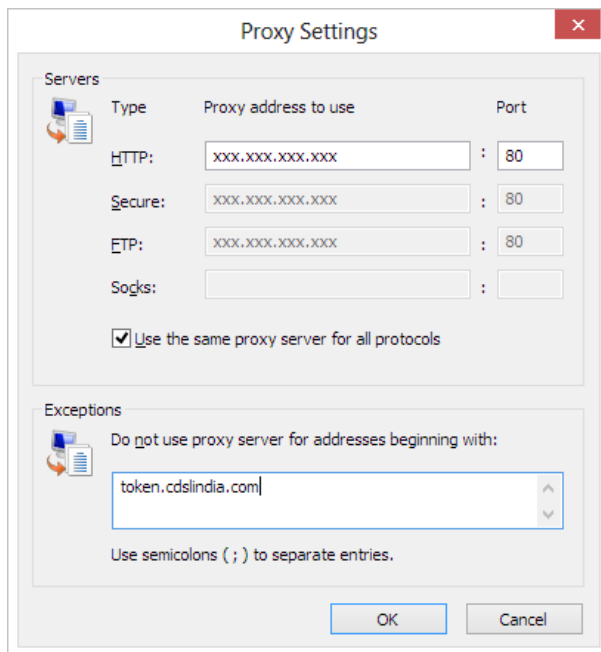 Proxy Settings
Servers
Type Proxy address to use Port
HTTP: xxx.xxx.xxx.xxx : 80
Secure: xxx.xxx.xxx.xxx : 80
FTP: xxx.xxx.xxx.xxx : 80
Socks: :
Use the same proxy server for all protocols
Exceptions
Do not use proxy server for addresses beginning with:
token.cdslindia.com
Use semicolons ( ; ) to separate entries.
OK Cancel